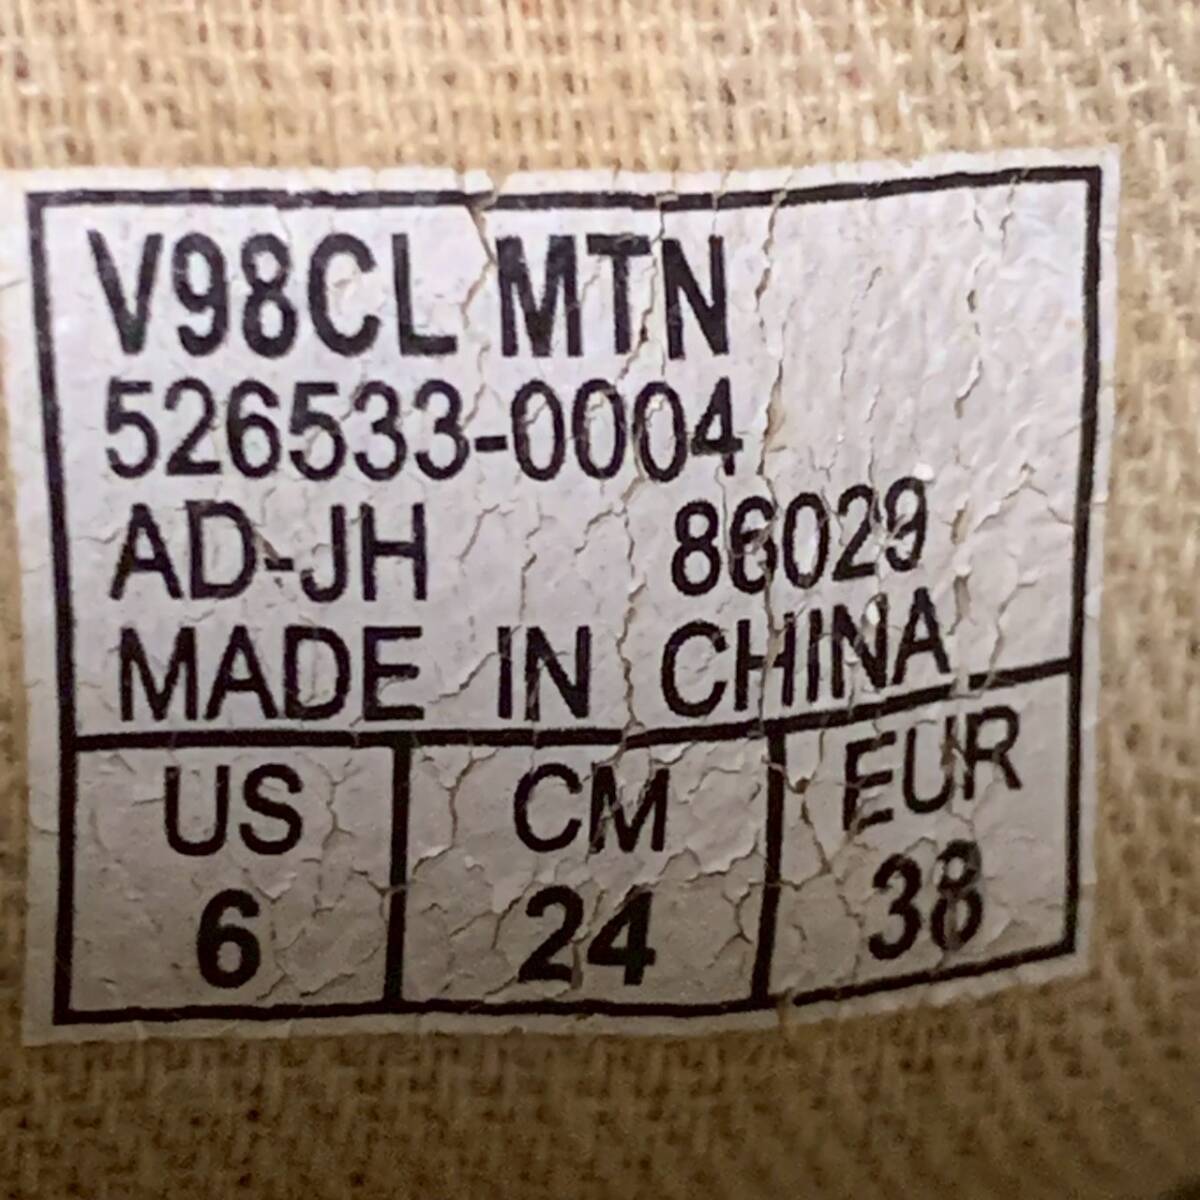 V98CL MTN
526533-0004
AD-JH 86029
MADE IN CHINA
US CM EUR
6 24 38